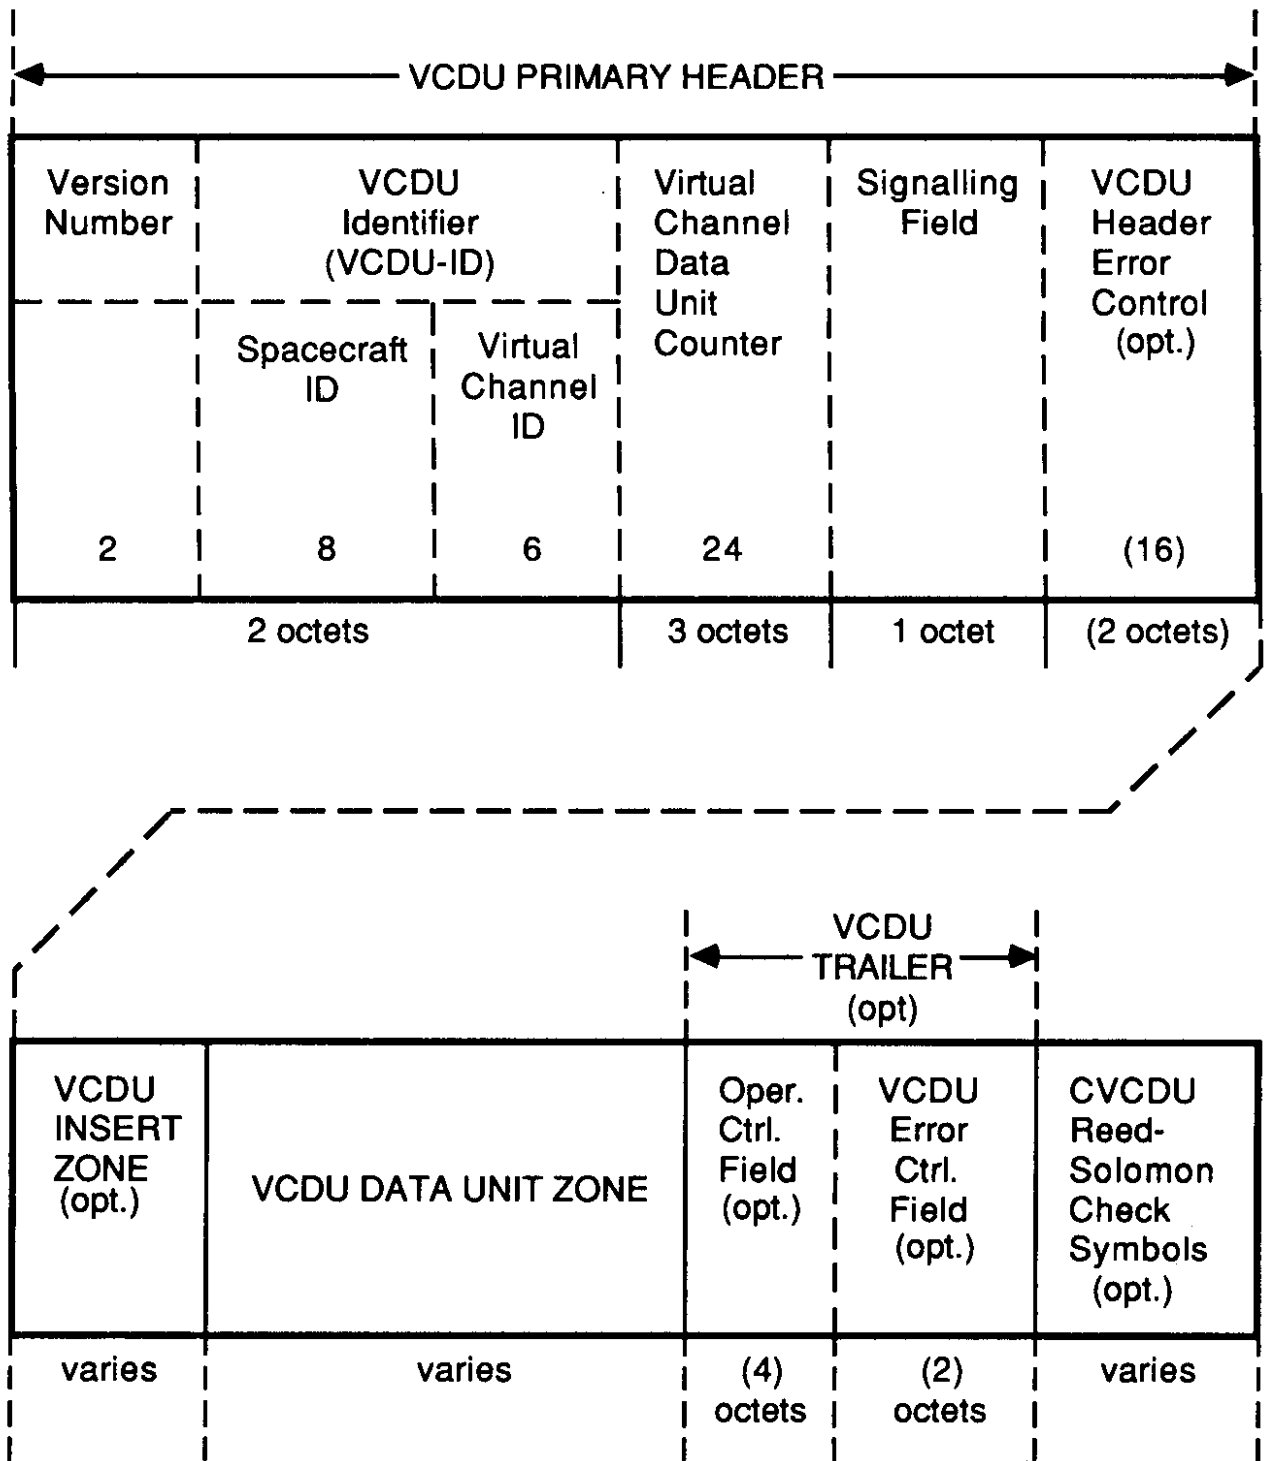 VCDU PRIMARY HEADER
Version
Number
VCDU
Identifier
(VCDU-ID)
Spacecraft
ID
Virtual
Channel
ID
Virtual
Channel
Data
Unit
Counter
Signalling
Field
VCDU
Header
Error
Control
(opt.)
2
8
6
24
(16)
2 octets
3 octets
1 octet
(2 octets)
VCDU
TRAILER
(opt)
VCDU
INSERT
ZONE
(opt.)
VCDU DATA UNIT ZONE
Oper.
Ctrl.
Field
(opt.)
VCDU
Error
Ctrl.
Field
(opt.)
CVCDU
Reed-
Solomon
Check
Symbols
(opt.)
varies
varies
(4)
octets
(2)
octets
varies